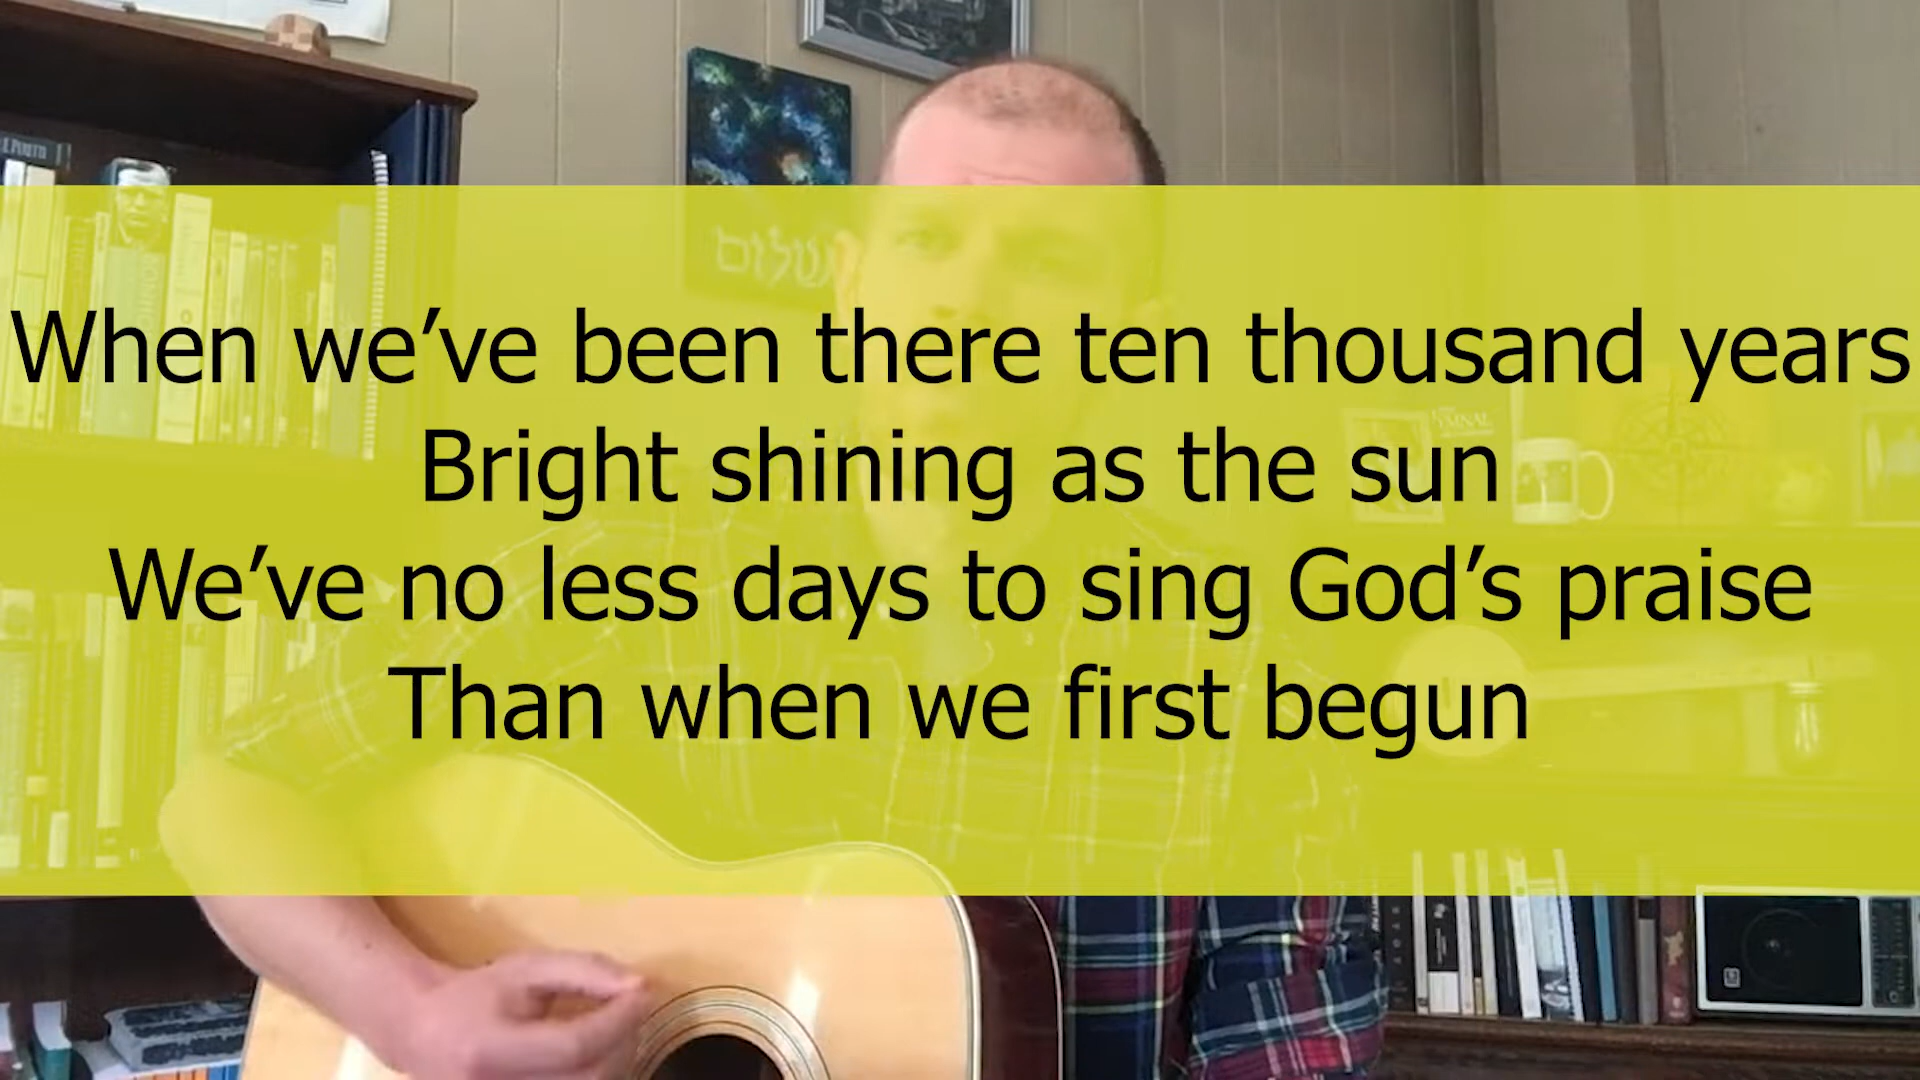 שלום
When we’ve been there ten thousand years
Bright shining as the sun
We’ve no less days to sing God’s praise
Than when we first begun